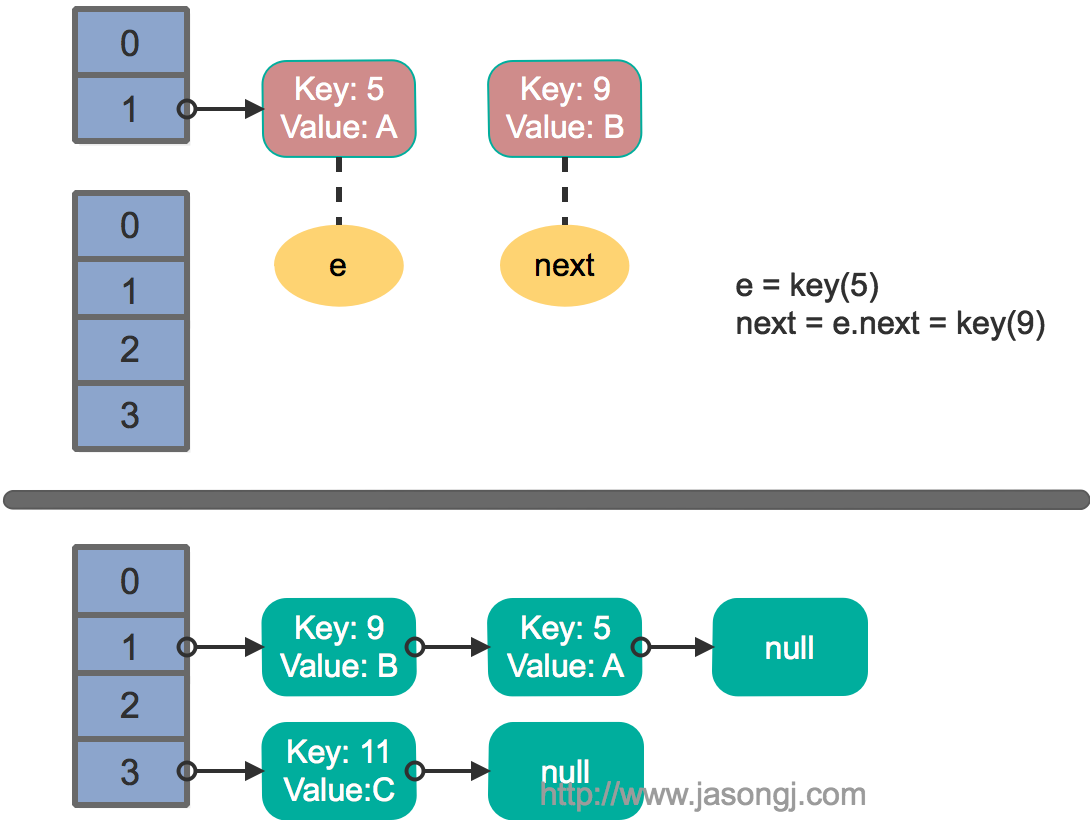 0
1
Key: 5
Value: A
Key: 9
Value: B
0
1
2
3
e
next
e = key(5)
next = e.next = key(9)
0
1
2
3
Key: 9
Value: B
Key: 5
Value: A
null
Key: 11
Value:C
null
http://www.jasongj.com